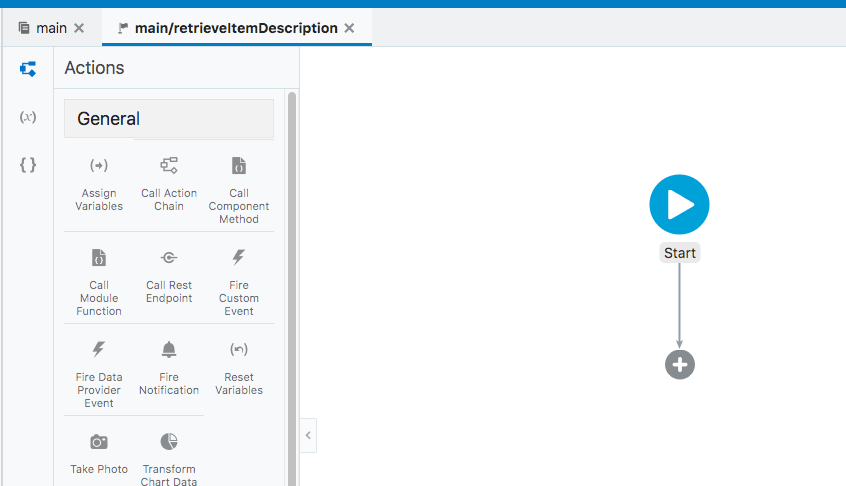 main
main/retrieveItemDescription
(x)
Actions
General
Assign
Variables
Call Action
Chain
Call
Component
Method
Call
Module
Function
Call Rest
Endpoint
Fire
Custom
Event
Fire Data
Provider
Event
Fire
Notification
Reset
Variables
Take Photo
Transform
Chart Data
Start